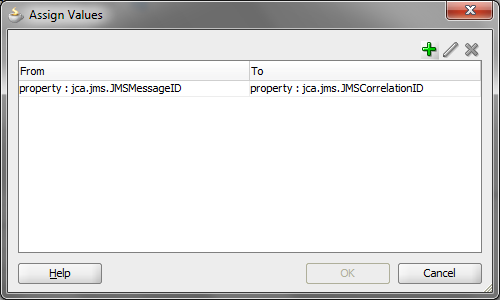 Assign Values
From To
property : jca.jms.JMSMessageID property : jca.jms.JMSCorrelationID
Help OK Cancel